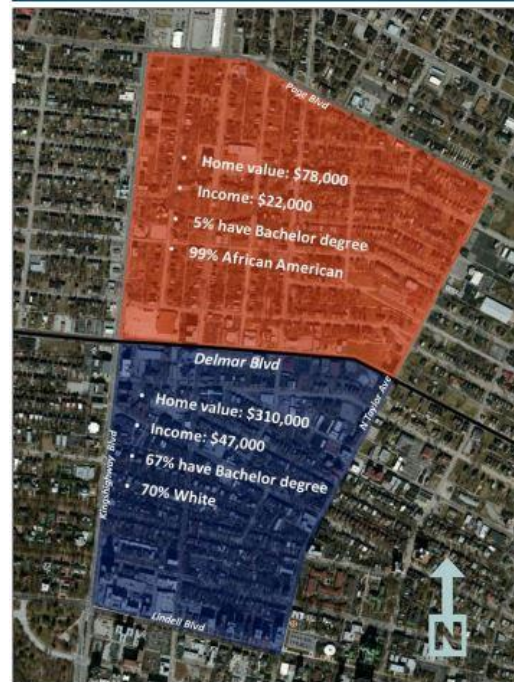 Page Blvd
• Home value: $78,000
• Income: $22,000
• 5% have Bachelor degree
• 99% African American
Delmar Blvd
N Taylor Ave
• Home value: $310,000
• Income: $47,000
• 67% have Bachelor degree
• 70% White
Kingshighway Blvd
Lindell Blvd
N